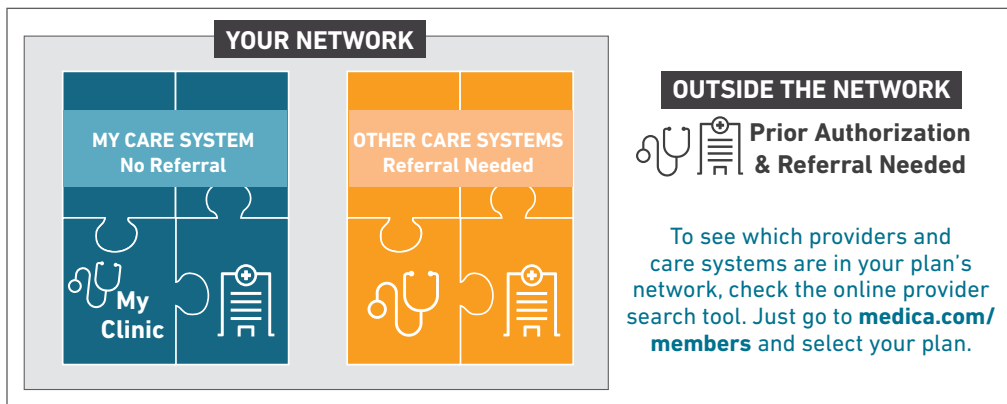 YOUR NETWORK
MY CARE SYSTEM
No Referral
My
Clinic
OTHER CARE SYSTEMS
Referral Needed
OUTSIDE THE NETWORK
Prior Authorization
& Referral Needed
To see which providers and
care systems are in your plan’s
network, check the online provider
search tool. Just go to medica.com/
members and select your plan.